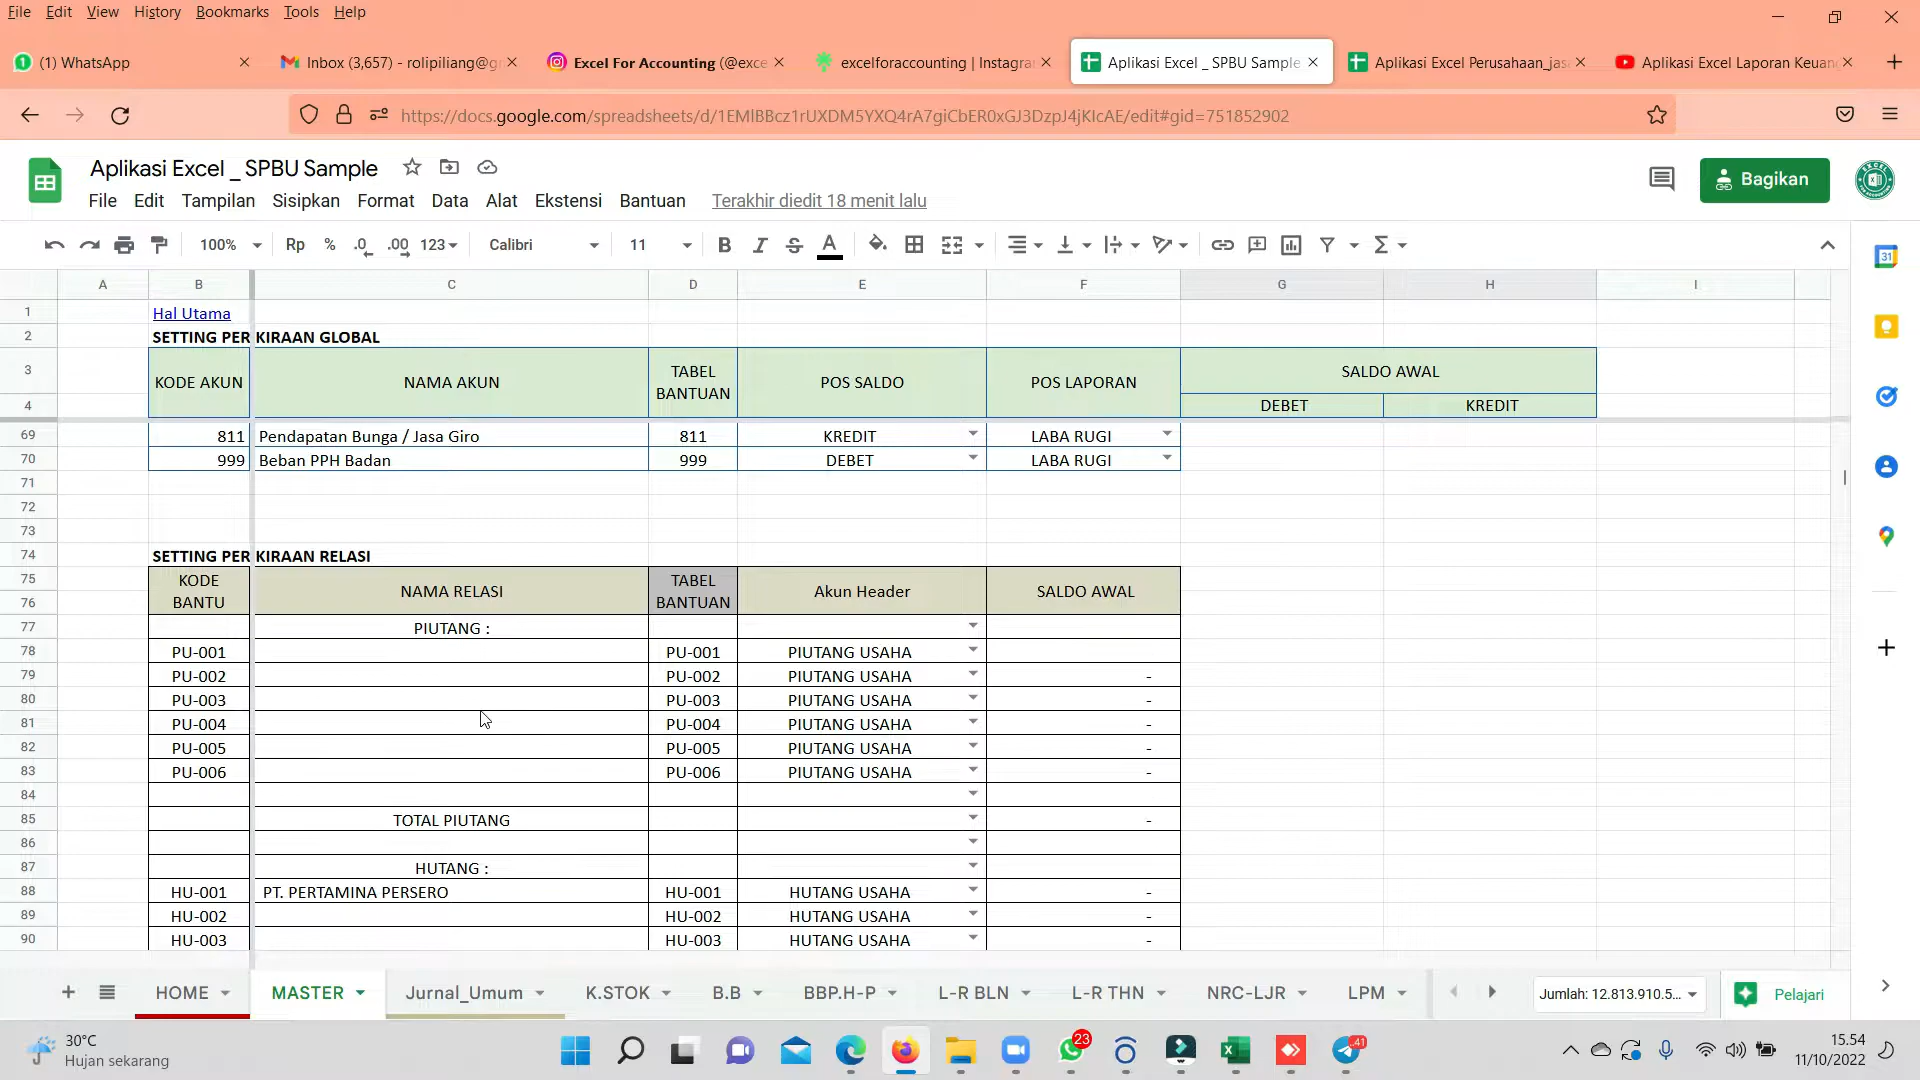 File Edit View History Bookmarks Tools Help
(1) WhatsApp
Inbox (3,657) - rolipiliang@g
Excel For Accounting (@exce
excelforaccounting | Instagra
Aplikasi Excel _ SPBU Sample
Aplikasi Excel Perusahaan_jas
Aplikasi Excel Laporan Keuan
https://docs.google.com/spreadsheets/d/1EMlBBcz1rUXDM5YXQ4rA7giCbER0xGJ3DzpJ4jKIcAE/edit#gid=751852902
Aplikasi Excel _ SPBU Sample
File Edit Tampilan Sisipkan Format Data Alat Ekstensi Bantuan Terakhir diedit 18 menit lalu
Bagikan
100% Rp % .0 .00 123 Calibri 11
A B C D E F G H I
1 Hal Utama
2 SETTING PERKIRAAN GLOBAL
3 KODE AKUN NAMA AKUN TABEL BANTUAN POS SALDO POS LAPORAN SALDO AWAL
4 DEBET KREDIT
69 811 Pendapatan Bunga / Jasa Giro 811 KREDIT LABA RUGI
70 999 Beban PPH Badan 999 DEBET LABA RUGI
71
72
73
74 SETTING PERKIRAAN RELASI
75 KODE NAMA RELASI TABEL Akun Header SALDO AWAL
76 BANTU BANTUAN
77 PIUTANG :
78 PU-001 PU-001 PIUTANG USAHA
79 PU-002 PU-002 PIUTANG USAHA -
80 PU-003 PU-003 PIUTANG USAHA -
81 PU-004 PU-004 PIUTANG USAHA -
82 PU-005 PU-005 PIUTANG USAHA -
83 PU-006 PU-006 PIUTANG USAHA -
84
85 TOTAL PIUTANG -
86
87 HUTANG :
88 HU-001 PT. PERTAMINA PERSERO HU-001 HUTANG USAHA -
89 HU-002 HU-002 HUTANG USAHA -
90 HU-003 HU-003 HUTANG USAHA -
HOME MASTER Jurnal_Umum K.STOK B.B BBP.H-P L-R BLN L-R THN NRC-LJR LPM Jumlah: 12.813.910.5... Pelajari
30°C
Hujan sekarang
23
41
15.54
11/10/2022